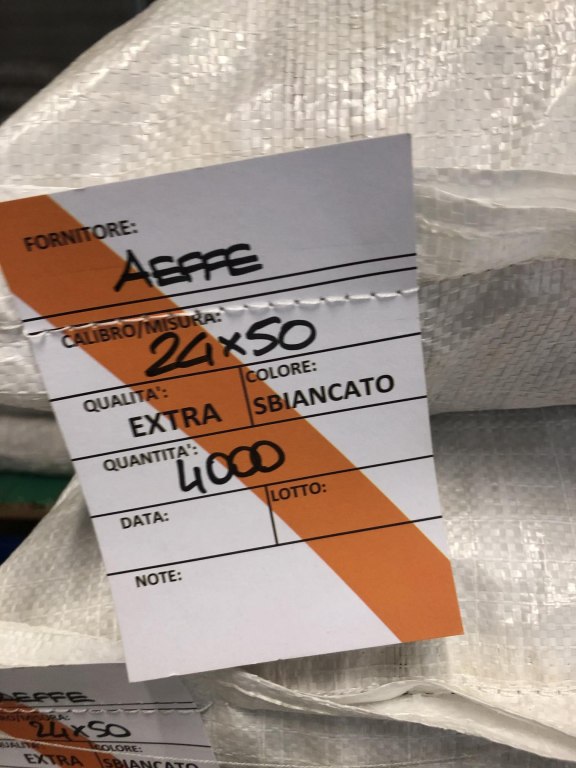 FORNITORE:
AEFFE
CALIBRO/MISURA:
24x50
QUALITA': COLORE:
EXTRA SBIANCATO
QUANTITA':
4000
DATA: LOTTO:
NOTE:
AEFFE
24x50
COLORE:
EXTRA SBIANCATO